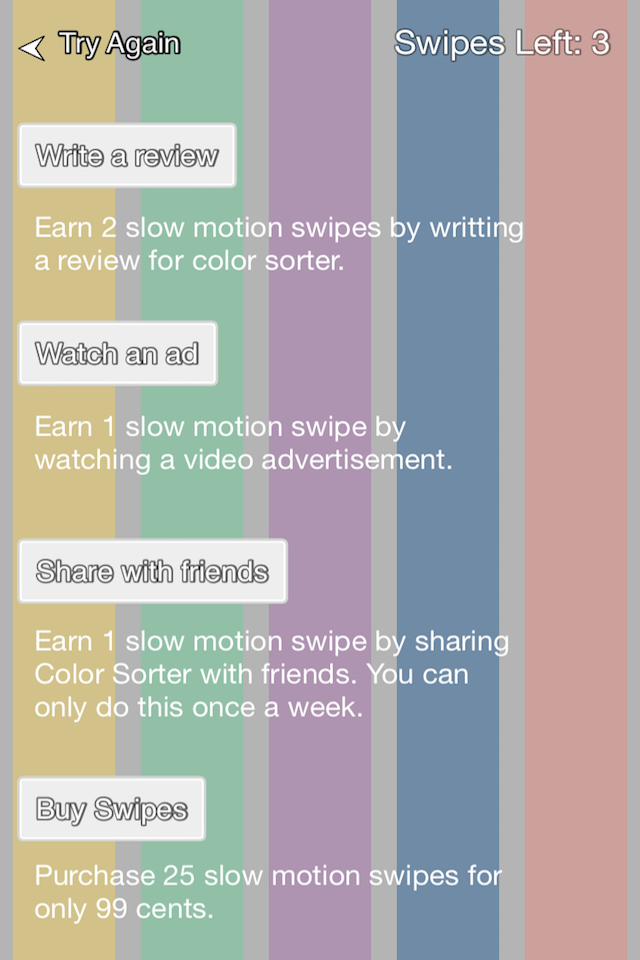 Try Again
Swipes Left: 3
Write a review
Earn 2 slow motion swipes by writting
a review for color sorter.
Watch an ad
Earn 1 slow motion swipe by
watching a video advertisement.
Share with friends
Earn 1 slow motion swipe by sharing
Color Sorter with friends. You can
only do this once a week.
Buy Swipes
Purchase 25 slow motion swipes for
only 99 cents.